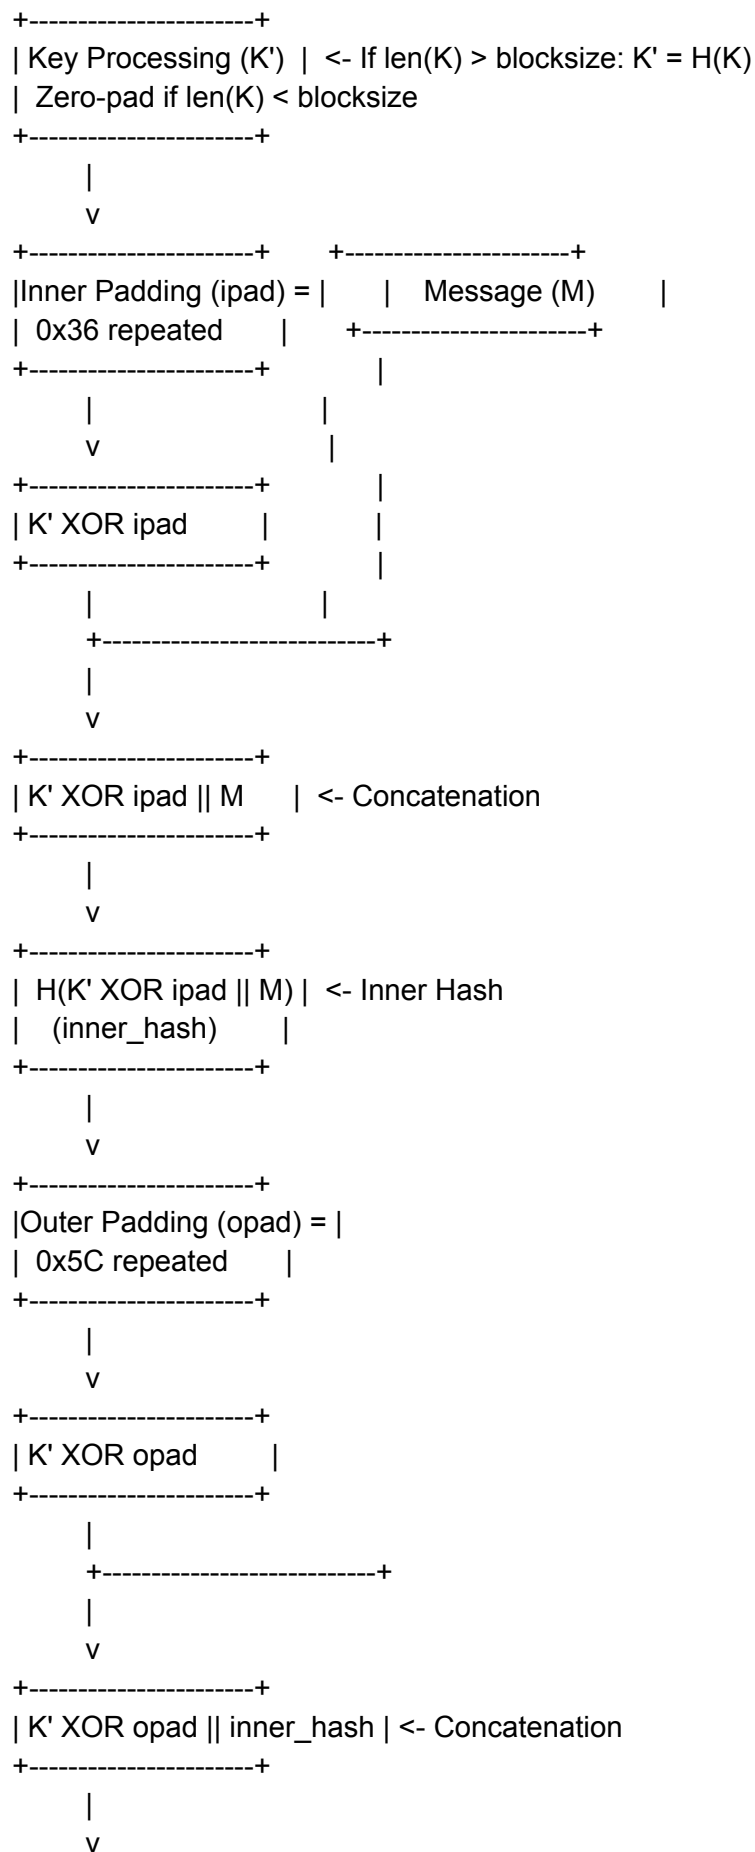 +-----------------------+
| Key Processing (K') | <- If len(K) > blocksize: K' = H(K)
| Zero-pad if len(K) < blocksize
+-----------------------+
|
v
+-----------------------+ +-----------------------+
|Inner Padding (ipad) = | | Message (M) |
| 0x36 repeated | +-----------------------+
+-----------------------+ |
| |
v |
+-----------------------+ |
| K' XOR ipad | |
+-----------------------+ |
| |
+----------------------------+
|
v
+-----------------------+
| K' XOR ipad || M | <- Concatenation
+-----------------------+
|
v
+-----------------------+
| H(K' XOR ipad || M) | <- Inner Hash
| (inner_hash) |
+-----------------------+
|
v
+-----------------------+
|Outer Padding (opad) = |
| 0x5C repeated |
+-----------------------+
|
v
+-----------------------+
| K' XOR opad |
+-----------------------+
|
+----------------------------+
|
v
+-----------------------+
| K' XOR opad || inner_hash | <- Concatenation
+-----------------------+
|
v